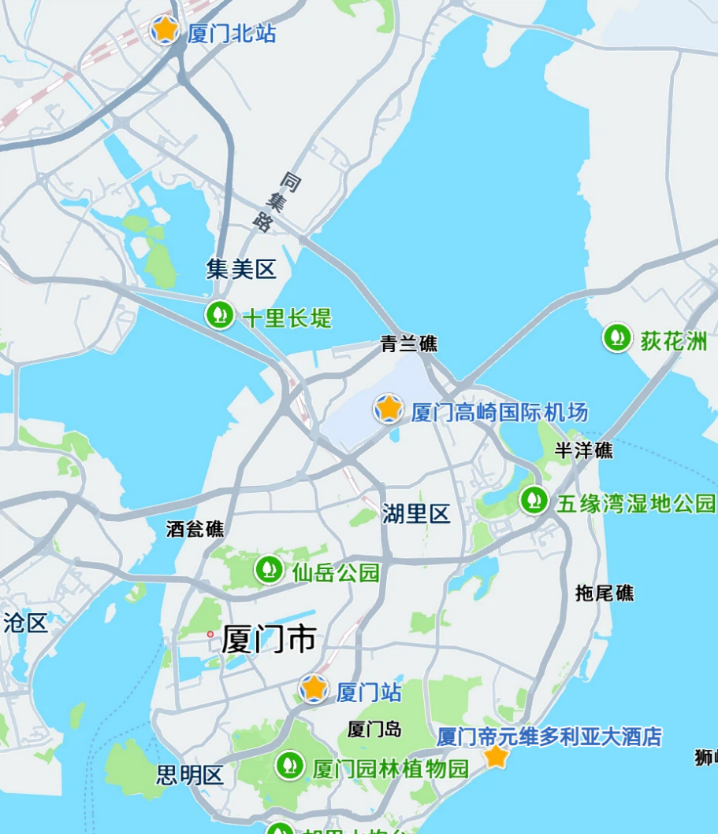 厦门北站
同集路
集美区
十里长堤
青兰礁
荻花洲
厦门高崎国际机场
半洋礁
五缘湾湿地公园
湖里区
酒瓮礁
仙岳公园
拖尾礁
沧区
厦门市
厦门站
厦门岛
厦门帝元维多利亚大酒店
思明区
厦门园林植物园